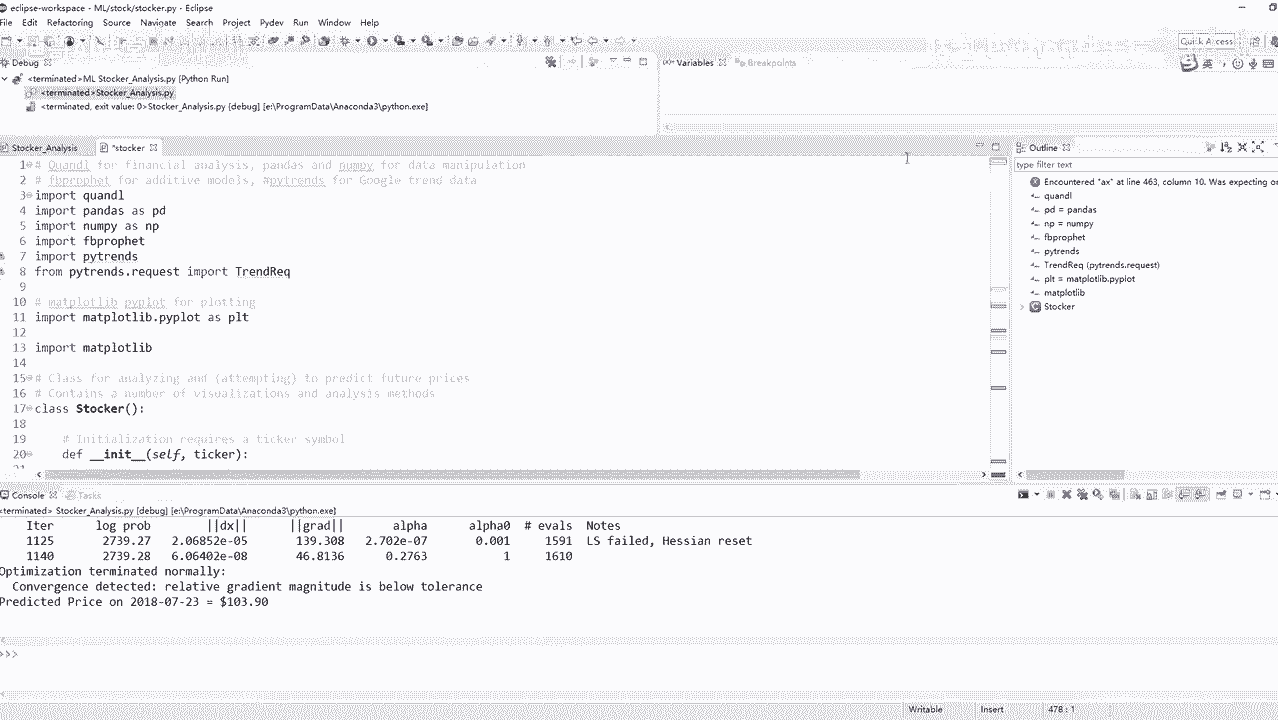 eclipse-workspace - ML/stock/stocker.py - Eclipse
File Edit Refactoring Source Navigate Search Project Pydev Run Window Help
Quick Access
Debug
Variables
Breakpoints
<terminated>ML Stocker_Analysis.py [Python Run]
<terminated>Stocker_Analysis.py
<terminated, exit value: 0>Stocker_Analysis.py [debug] [e:\ProgramData\Anaconda3\python.exe]
Stocker_Analysis
*stocker
1 # Quandl for financial analysis, pandas and numpy for data manipulation
2 # fbprophet for additive models, #pytrends for Google trend data
3 import quandl
4 import pandas as pd
5 import numpy as np
6 import fbprophet
7 import pytrends
8 from pytrends.request import TrendReq
9
10 # matplotlib pyplot for plotting
11 import matplotlib.pyplot as plt
12
13 import matplotlib
14
15 # Class for analyzing and (attempting) to predict future prices
16 # Contains a number of visualizations and analysis methods
17 class Stocker():
18
19 # Initialization requires a ticker symbol
20 def __init__(self, ticker):
Outline
type filter text
Encountered "ax" at line 463, column 10. Was expecting
quandl
pd = pandas
np = numpy
fbprophet
pytrends
TrendReq (pytrends.request)
plt = matplotlib.pyplot
matplotlib
Stocker
Console
Tasks
<terminated> Stocker_Analysis.py [debug] [e:\ProgramData\Anaconda3\python.exe]
Iter log prob ||dx|| ||grad|| alpha alpha0 # evals Notes
1125 2739.27 2.06852e-05 139.308 2.702e-07 0.001 1591 LS failed, Hessian reset
1140 2739.28 6.06402e-08 46.8136 0.2763 1 1610
Optimization terminated normally:
Convergence detected: relative gradient magnitude is below tolerance
Predicted Price on 2018-07-23 = $103.90
>>>
Writable Insert 478 : 1